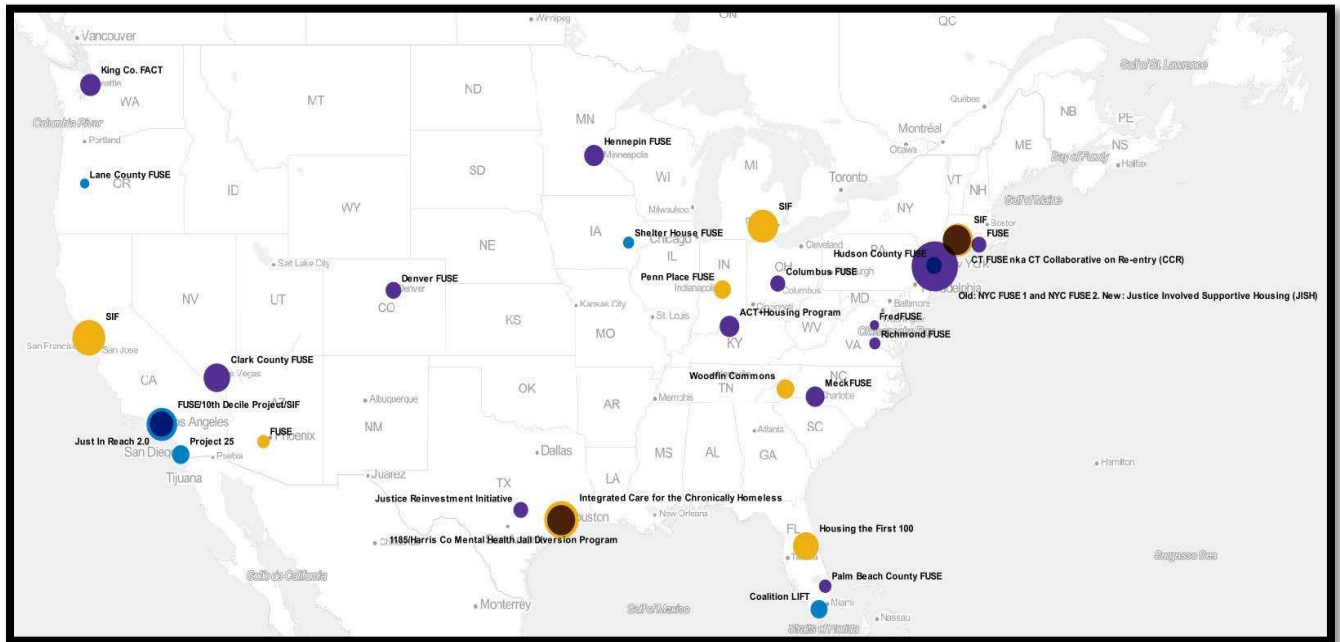 Winnipeg
ON
QC
Vancouver
King Co. FACT
WA
MT
ND
MN
Gulf of St. Lawrence
Québec
NB
PE
Columbia River
Portland
Hennepin FUSE
Minneapolis
Montréal
Ottawa
ME
Bay of Fundy
NS
Halifax
Lane County FUSE
OR
ID
SD
WI
MI
Toronto
VT
NH
WY
Milwaukee
NY
Gulf of Maine
SIF
SIF
Boston
IA
Shelter House FUSE
Chicago
Cleveland
PA
Hudson County FUSE
FUSE
NE
IL
CT FUSE nka CT Collaborative on Re-entry (CCR)
Salt Lake City
Denver FUSE
Penn Place FUSE
IN
OH
Columbus FUSE
NV
UT
Denver
Indianapolis
Columbus
Philadelphia
CO
Kansas City
Cincinnati
MD
Baltimore
Old: NYC FUSE 1 and NYC FUSE 2. New: Justice Involved Supportive Housing (JISH)
SIF
KS
MO
St. Louis
ACT+Housing Program
WV
FredFUSE
San Francisco
San Jose
KY
VA
Richmond FUSE
Clark County FUSE
CA
Woodfin Commons
NC
MeckFUSE
OK
TN
Charlotte
FUSE/10th Decile Project/SIF
AZ
Albuquerque
AR
Memphis
Los Angeles
NM
SC
Just In Reach 2.0
Project 25
FUSE
Phoenix
Atlanta
San Diego
Puebla
Dallas
MS
AL
GA
Hamilton
Tijuana
Juarez
TX
LA
Justice Reinvestment Initiative
Integrated Care for the Chronically Homeless
Houston
New Orleans
FL
Housing the First 100
1185/Harris Co Mental Health Jail Diversion Program
Sargasso Sea
Golfo de California
Palm Beach County FUSE
Coalition LIFT
Miami
Monterrey
Gulf of Mexico
Nassau
Straits of Florida